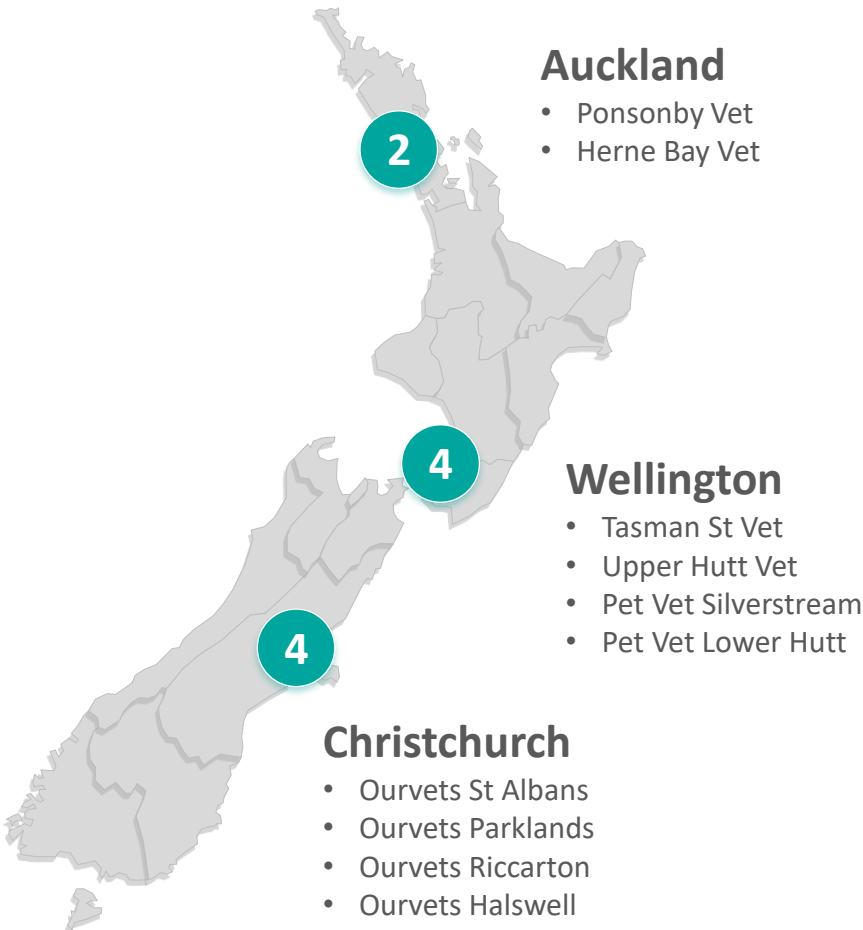 Auckland
• Ponsonby Vet
• Herne Bay Vet
2
4
Wellington
• Tasman St Vet
• Upper Hutt Vet
• Pet Vet Silverstream
• Pet Vet Lower Hutt
4
Christchurch
• Ourvets St Albans
• Ourvets Parklands
• Ourvets Riccarton
• Ourvets Halswell